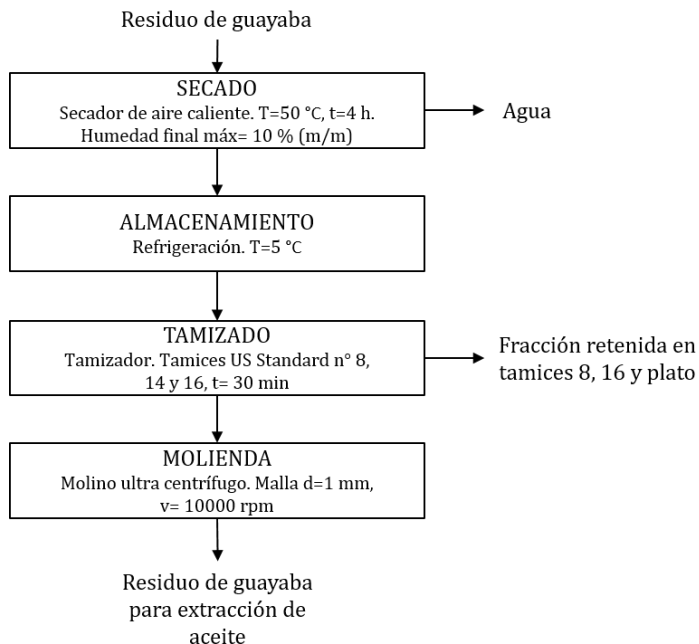 Residuo de guayaba
SECADO
Secador de aire caliente. T=50 °C, t=4 h.
Humedad final máx= 10 % (m/m)
Agua
ALMACENAMIENTO
Refrigeración. T=5 °C
TAMIZADO
Tamizador. Tamices US Standard n° 8,
14 y 16, t= 30 min
Fracción retenida en
tamices 8, 16 y plato
MOLIENDA
Molino ultra centrífugo. Malla d=1 mm,
v= 10000 rpm
Residuo de guayaba
para extracción de
aceite